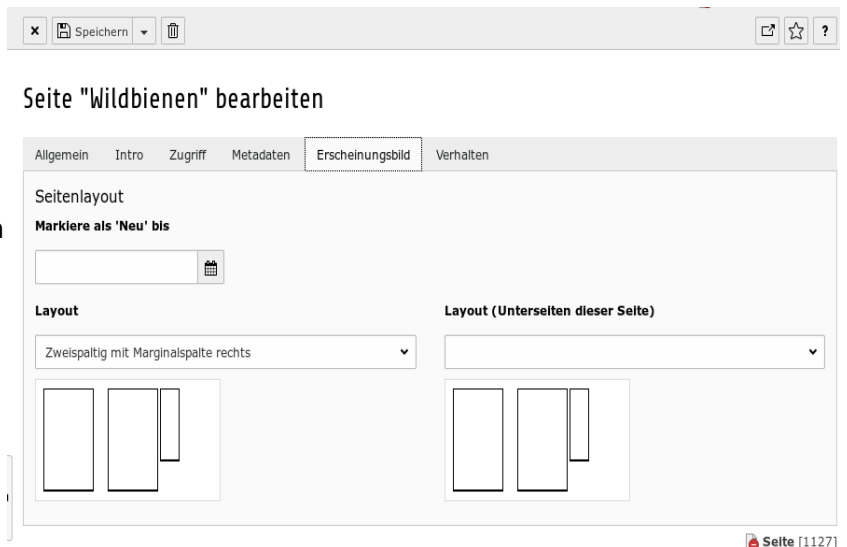 Speichern
?
Seite "Wildbienen" bearbeiten
Allgemein Intro Zugriff Metadaten Erscheinungsbild Verhalten
Seitenlayout
Markiere als 'Neu' bis
Layout Layout (Unterseiten dieser Seite)
Zweispaltig mit Marginalspalte rechts
Seite [1127]